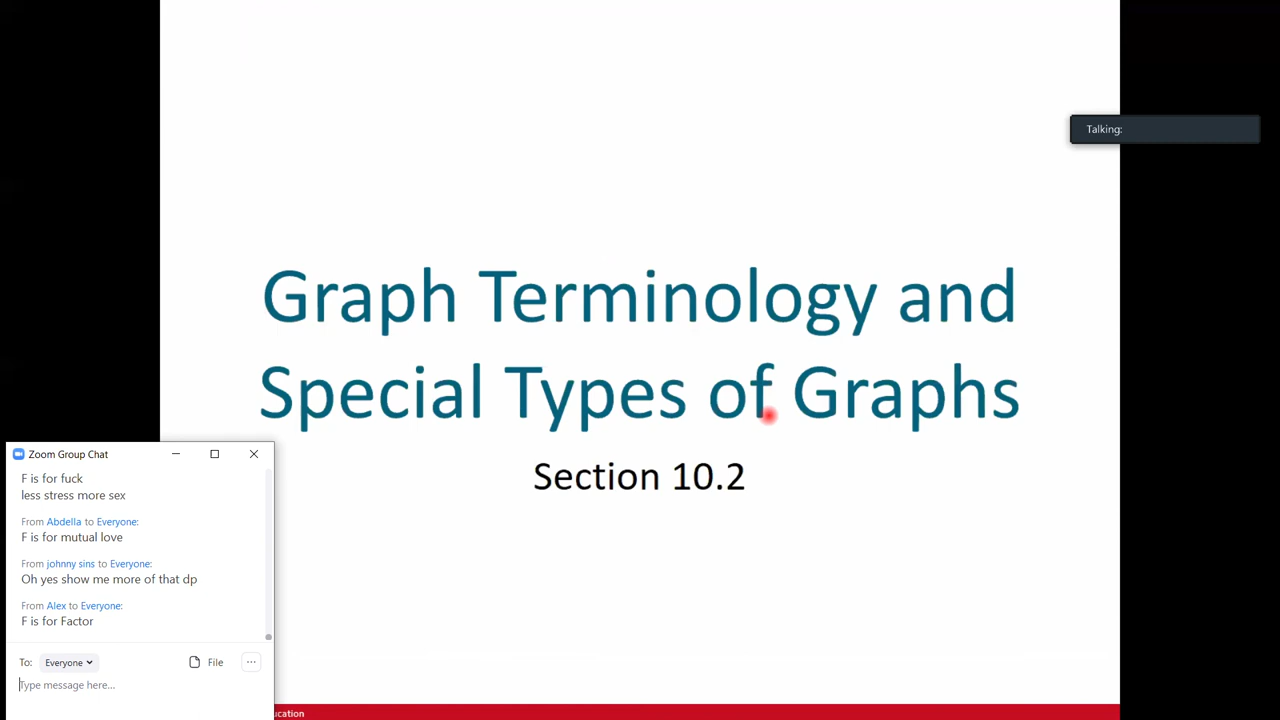 Talking:
Graph Terminology and
Special Types of Graphs
Section 10.2
Zoom Group Chat
F is for fuck
less stress more sex
From Abdella to Everyone:
F is for mutual love
From johnny sins to Everyone:
Oh yes show me more of that dp
From Alex to Everyone:
F is for Factor
To: Everyone File ...
Type message here...
ucation